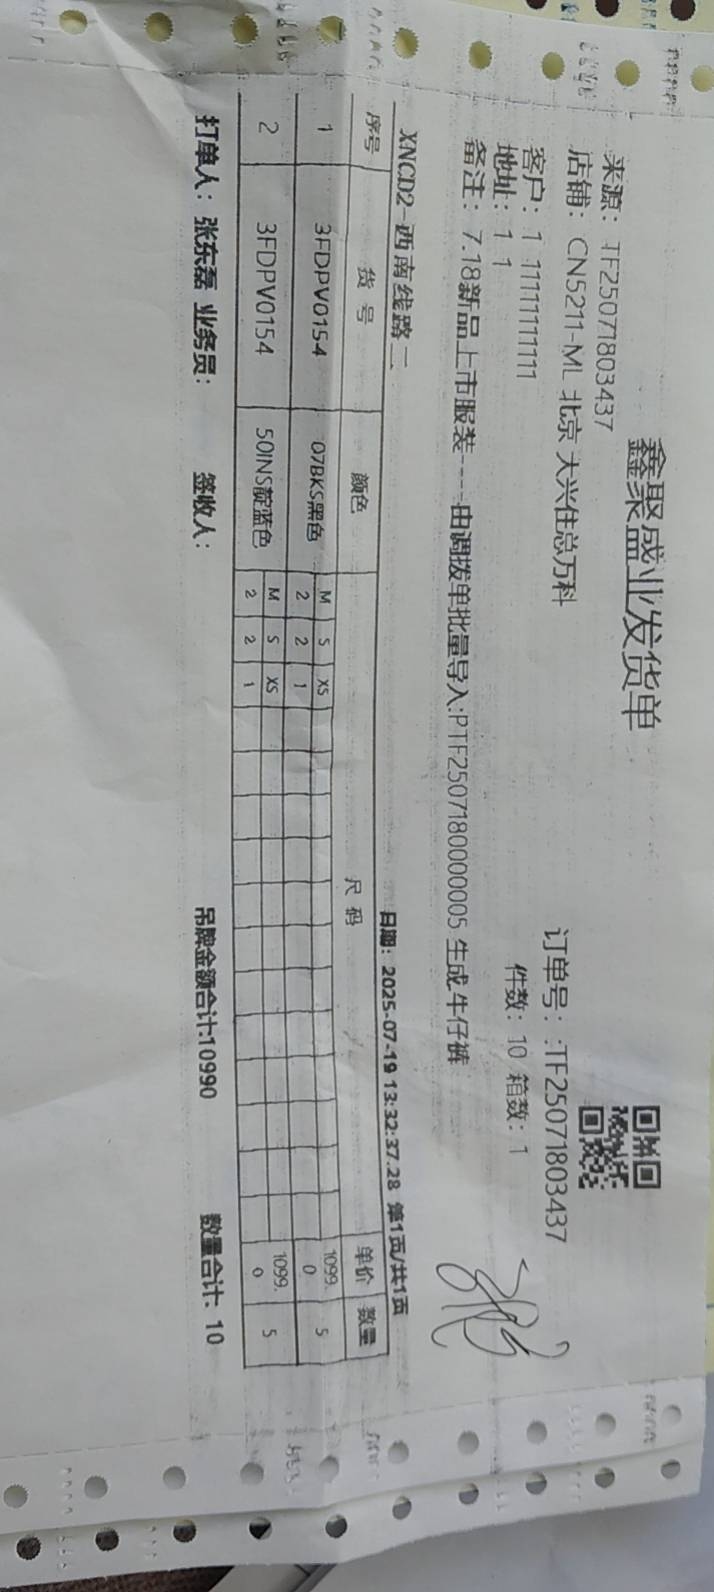 鑫聚盛业发货单
来源: TF25071803437
店铺: CN5211-ML 北京 大兴住总万科
订单号: :TF25071803437
客户: 1 11111111111
件数: 10 箱数: 1
地址: 1 1
备注: 7.18新品上市服装----由调拨单批量导入:PTF2507180000005 生成.牛仔裤
XNCD2-西南线路二
日期: 2025-07-19 13:32:37.28 第1页/共1页
序号 货号 颜色 尺码 单价 数量
1 3FDPV0154 07BKS黑色 M S XS 1099.0 5
2 2 1
2 3FDPV0154 50INS靛蓝色 M S XS 1099.0 5
2 2 1
打单人: 张东磊 业务员: 签收人: 吊牌金额合计:10990 数量合计: 10